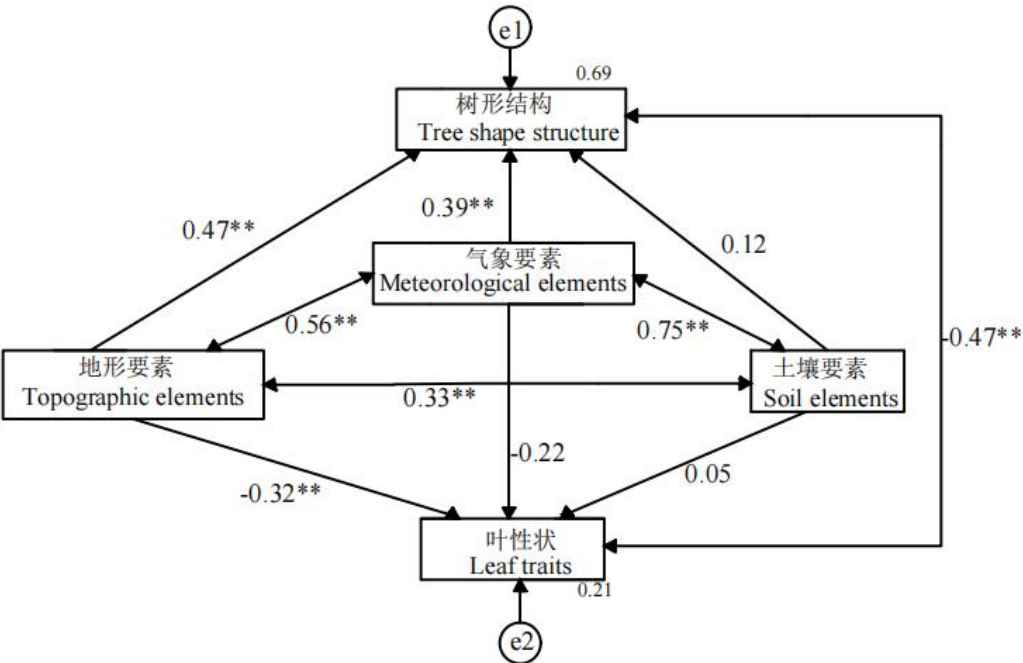 e1
0.69
树形结构
Tree shape structure
0.47**
0.39**
0.12
气象要素
Meteorological elements
0.56**
0.75**
-0.47**
地形要素
Topographic elements
土壤要素
Soil elements
0.33**
-0.22
0.05
-0.32**
叶性状
Leaf traits
0.21
e2